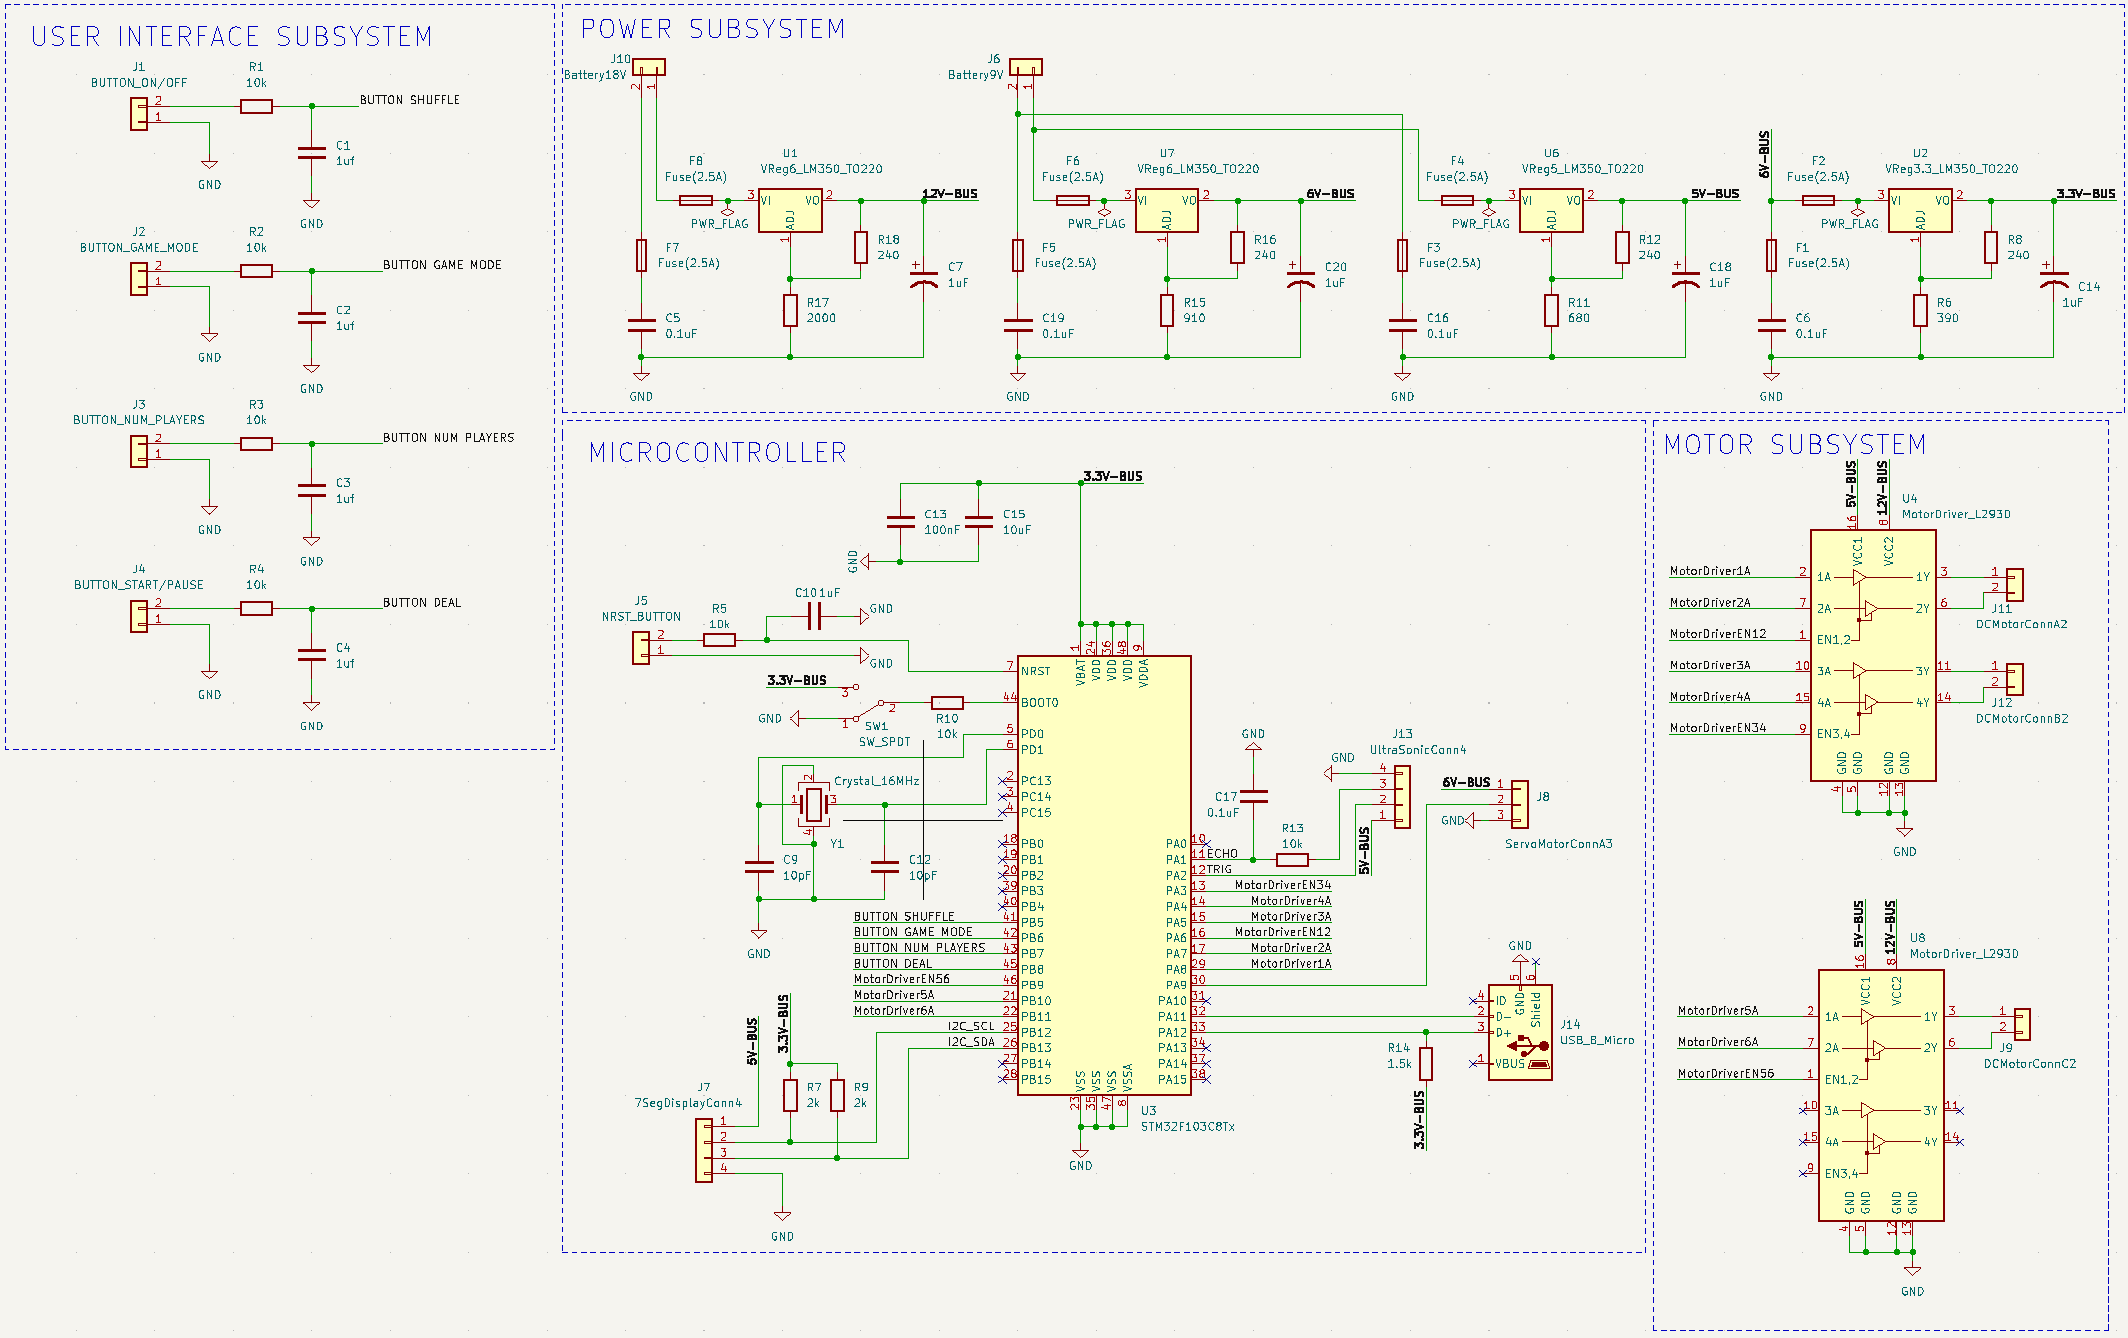 USER INTERFACE SUBSYSTEM
J1
BUTTON_ON/OFF
2
1
R1
10k
BUTTON SHUFFLE
C1
1uf
GND
GND
J2
BUTTON_GAME_MODE
2
1
R2
10k
BUTTON GAME MODE
C2
1uf
GND
GND
J3
BUTTON_NUM_PLAYERS
2
1
R3
10k
BUTTON NUM PLAYERS
C3
1uf
GND
GND
J4
BUTTON_START/PAUSE
2
1
R4
10k
BUTTON DEAL
C4
1uf
GND
GND
POWER SUBSYSTEM
J10
Battery18V
2
1
F8
Fuse(2.5A)
PWR_FLAG
U1
VReg6_LM350_TO220
3
VI
VO
2
ADJ
1
12V-BUS
F7
Fuse(2.5A)
R18
240
C7
1uF
R17
2000
C5
0.1uF
GND
J6
Battery9V
2
1
F6
Fuse(2.5A)
PWR_FLAG
U7
VReg6_LM350_TO220
3
VI
VO
2
ADJ
1
6V-BUS
F5
Fuse(2.5A)
R16
240
C20
1uF
R15
910
C19
0.1uF
GND
F4
Fuse(2.5A)
PWR_FLAG
U6
VReg5_LM350_TO220
3
VI
VO
2
ADJ
1
5V-BUS
F3
Fuse(2.5A)
R12
240
C18
1uF
R11
680
C16
0.1uF
GND
6V-BUS
F2
Fuse(2.5A)
PWR_FLAG
U2
VReg3.3_LM350_TO220
3
VI
VO
2
ADJ
1
3.3V-BUS
F1
Fuse(2.5A)
R8
240
C14
1uF
R6
390
C6
0.1uF
GND
MICROCONTROLLER
3.3V-BUS
C13
100nF
C15
10uF
GND
J5
NRST_BUTTON
2
1
R5
10k
C10
1uF
GND
GND
3.3V-BUS
3
2
1
GND
SW1
SW_SPDT
R10
10k
Crystal_16MHz
2
1
3
4
Y1
C9
10pF
C12
10pF
GND
1
VBAT
24
VDD
36
VDD
48
VDD
9
VDDA
7
NRST
44
BOOT0
5
PD0
6
PD1
2
PC13
3
PC14
4
PC15
18
PB0
19
PB1
20
PB2
39
PB3
40
PB4
BUTTON SHUFFLE
41
PB5
BUTTON GAME MODE
42
PB6
BUTTON NUM PLAYERS
43
PB7
BUTTON DEAL
45
PB8
MotorDriverEN56
46
PB9
MotorDriver5A
21
PB10
MotorDriver6A
22
PB11
I2C_SCL
25
PB12
I2C_SDA
26
PB13
27
PB14
28
PB15
PA0
10
PA1
11
ECHO
PA2
12
TRIG
PA3
13
MotorDriverEN34
PA4
14
MotorDriver4A
PA5
15
MotorDriver3A
PA6
16
MotorDriverEN12
PA7
17
MotorDriver2A
PA8
29
MotorDriver1A
PA9
30
PA10
31
PA11
32
PA12
33
PA13
34
PA14
37
PA15
38
VSS
23
VSS
35
VSS
47
VSSA
8
GND
U3
STM32F103C8Tx
5V-BUS
3.3V-BUS
R7
2k
R9
2k
J7
7SegDisplayConn4
1
2
3
4
GND
GND
C17
0.1uF
R13
10k
GND
J13
UltraSonicConn4
4
3
2
1
5V-BUS
6V-BUS
1
2
GND
3
J8
ServoMotorConnA3
GND
5
6
GND
Shield
4
ID
2
D-
3
D+
1
VBUS
J14
USB_B_Micro
R14
1.5k
3.3V-BUS
MOTOR SUBSYSTEM
5V-BUS
12V-BUS
16
8
U4
MotorDriver_L293D
VCC1
VCC2
MotorDriver1A
2
1A
1Y
3
MotorDriver2A
7
2A
2Y
6
MotorDriverEN12
1
EN1,2
MotorDriver3A
10
3A
3Y
11
MotorDriver4A
15
4A
4Y
14
MotorDriverEN34
9
EN3,4
GND
GND
GND
GND
4
5
12
13
GND
1
2
J11
DCMotorConnA2
1
2
J12
DCMotorConnB2
5V-BUS
12V-BUS
16
8
U8
MotorDriver_L293D
VCC1
VCC2
MotorDriver5A
2
1A
1Y
3
MotorDriver6A
7
2A
2Y
6
MotorDriverEN56
1
EN1,2
10
3A
3Y
11
15
4A
4Y
14
9
EN3,4
GND
GND
GND
GND
4
5
12
13
GND
1
2
J9
DCMotorConnC2